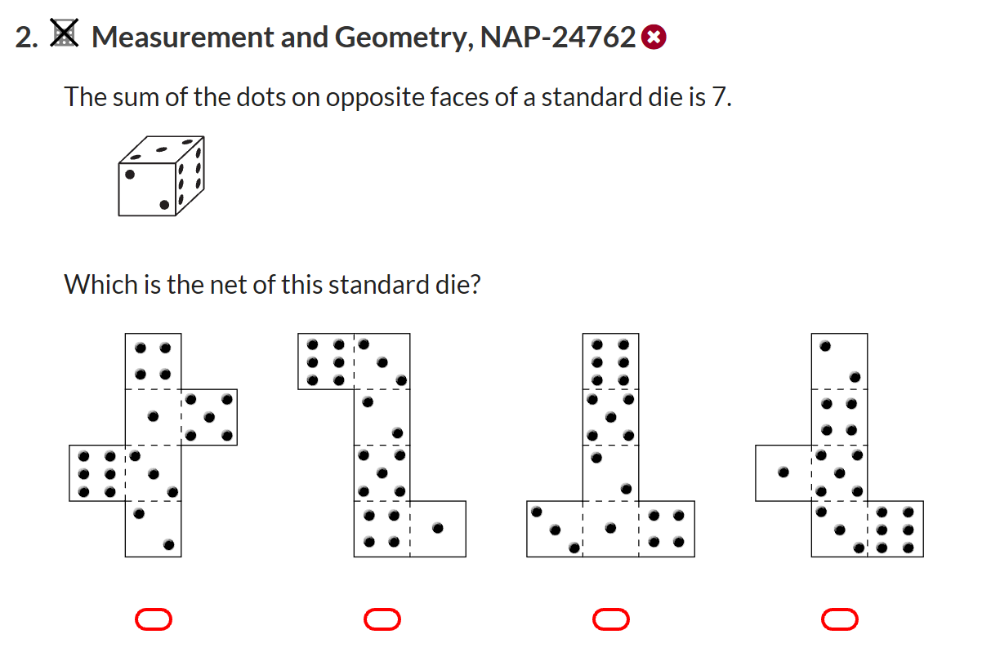 2. Measurement and Geometry, NAP-24762
The sum of the dots on opposite faces of a standard die is 7.
Which is the net of this standard die?